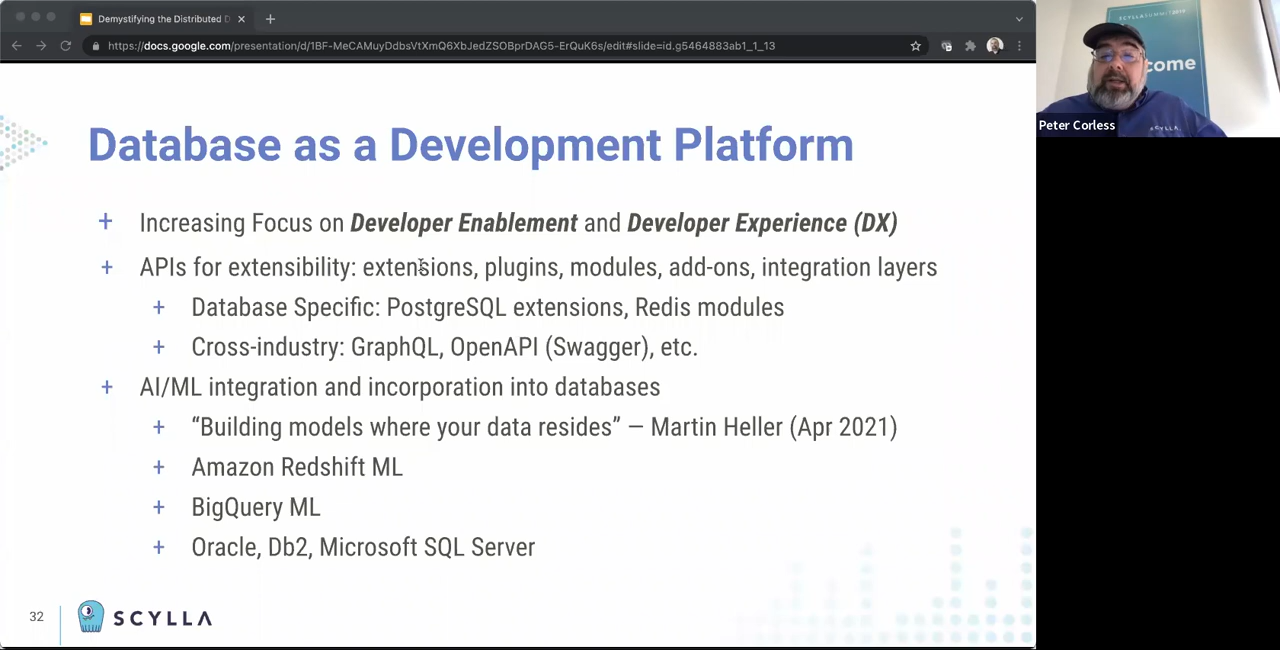 Demystifying the Distributed D
https://docs.google.com/presentation/d/1BF-MeCAMuyDdbsVtXmQ6XbJedZSOBprDAG5-ErQuK6s/edit#slide=id.g5464883ab1_1_13
SCYLLA SUMMIT 2019
come
SCYLLA.
Peter Corless
Database as a Development Platform
+ Increasing Focus on Developer Enablement and Developer Experience (DX)
+ APIs for extensibility: extensions, plugins, modules, add-ons, integration layers
+ Database Specific: PostgreSQL extensions, Redis modules
+ Cross-industry: GraphQL, OpenAPI (Swagger), etc.
+ AI/ML integration and incorporation into databases
+ “Building models where your data resides” — Martin Heller (Apr 2021)
+ Amazon Redshift ML
+ BigQuery ML
+ Oracle, Db2, Microsoft SQL Server
32
SCYLLA